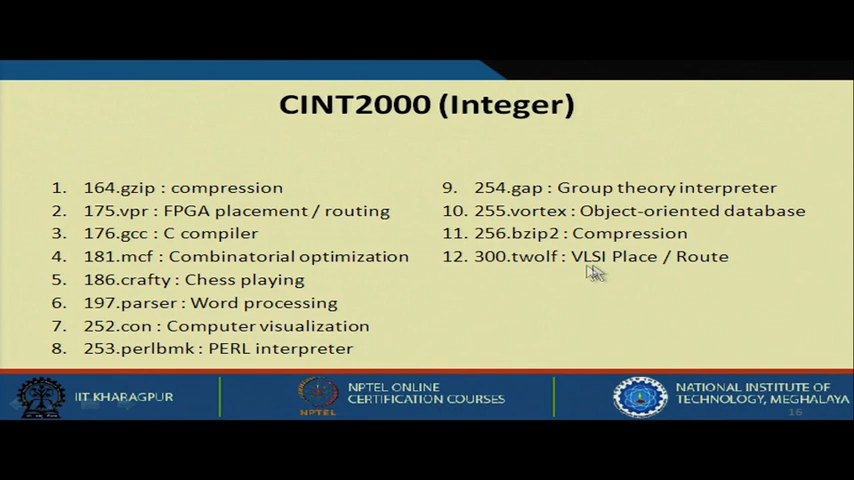 CINT2000 (Integer)
1. 164.gzip : compression
2. 175.vpr : FPGA placement / routing
3. 176.gcc : C compiler
4. 181.mcf : Combinatorial optimization
5. 186.crafty : Chess playing
6. 197.parser : Word processing
7. 252.con : Computer visualization
8. 253.perlbmk : PERL interpreter
9. 254.gap : Group theory interpreter
10. 255.vortex : Object-oriented database
11. 256.bzip2 : Compression
12. 300.twolf : VLSI Place / Route
IIT KHARAGPUR
NPTEL
NPTEL ONLINE
CERTIFICATION COURSES
NATIONAL INSTITUTE OF
TECHNOLOGY, MEGHALAYA
16